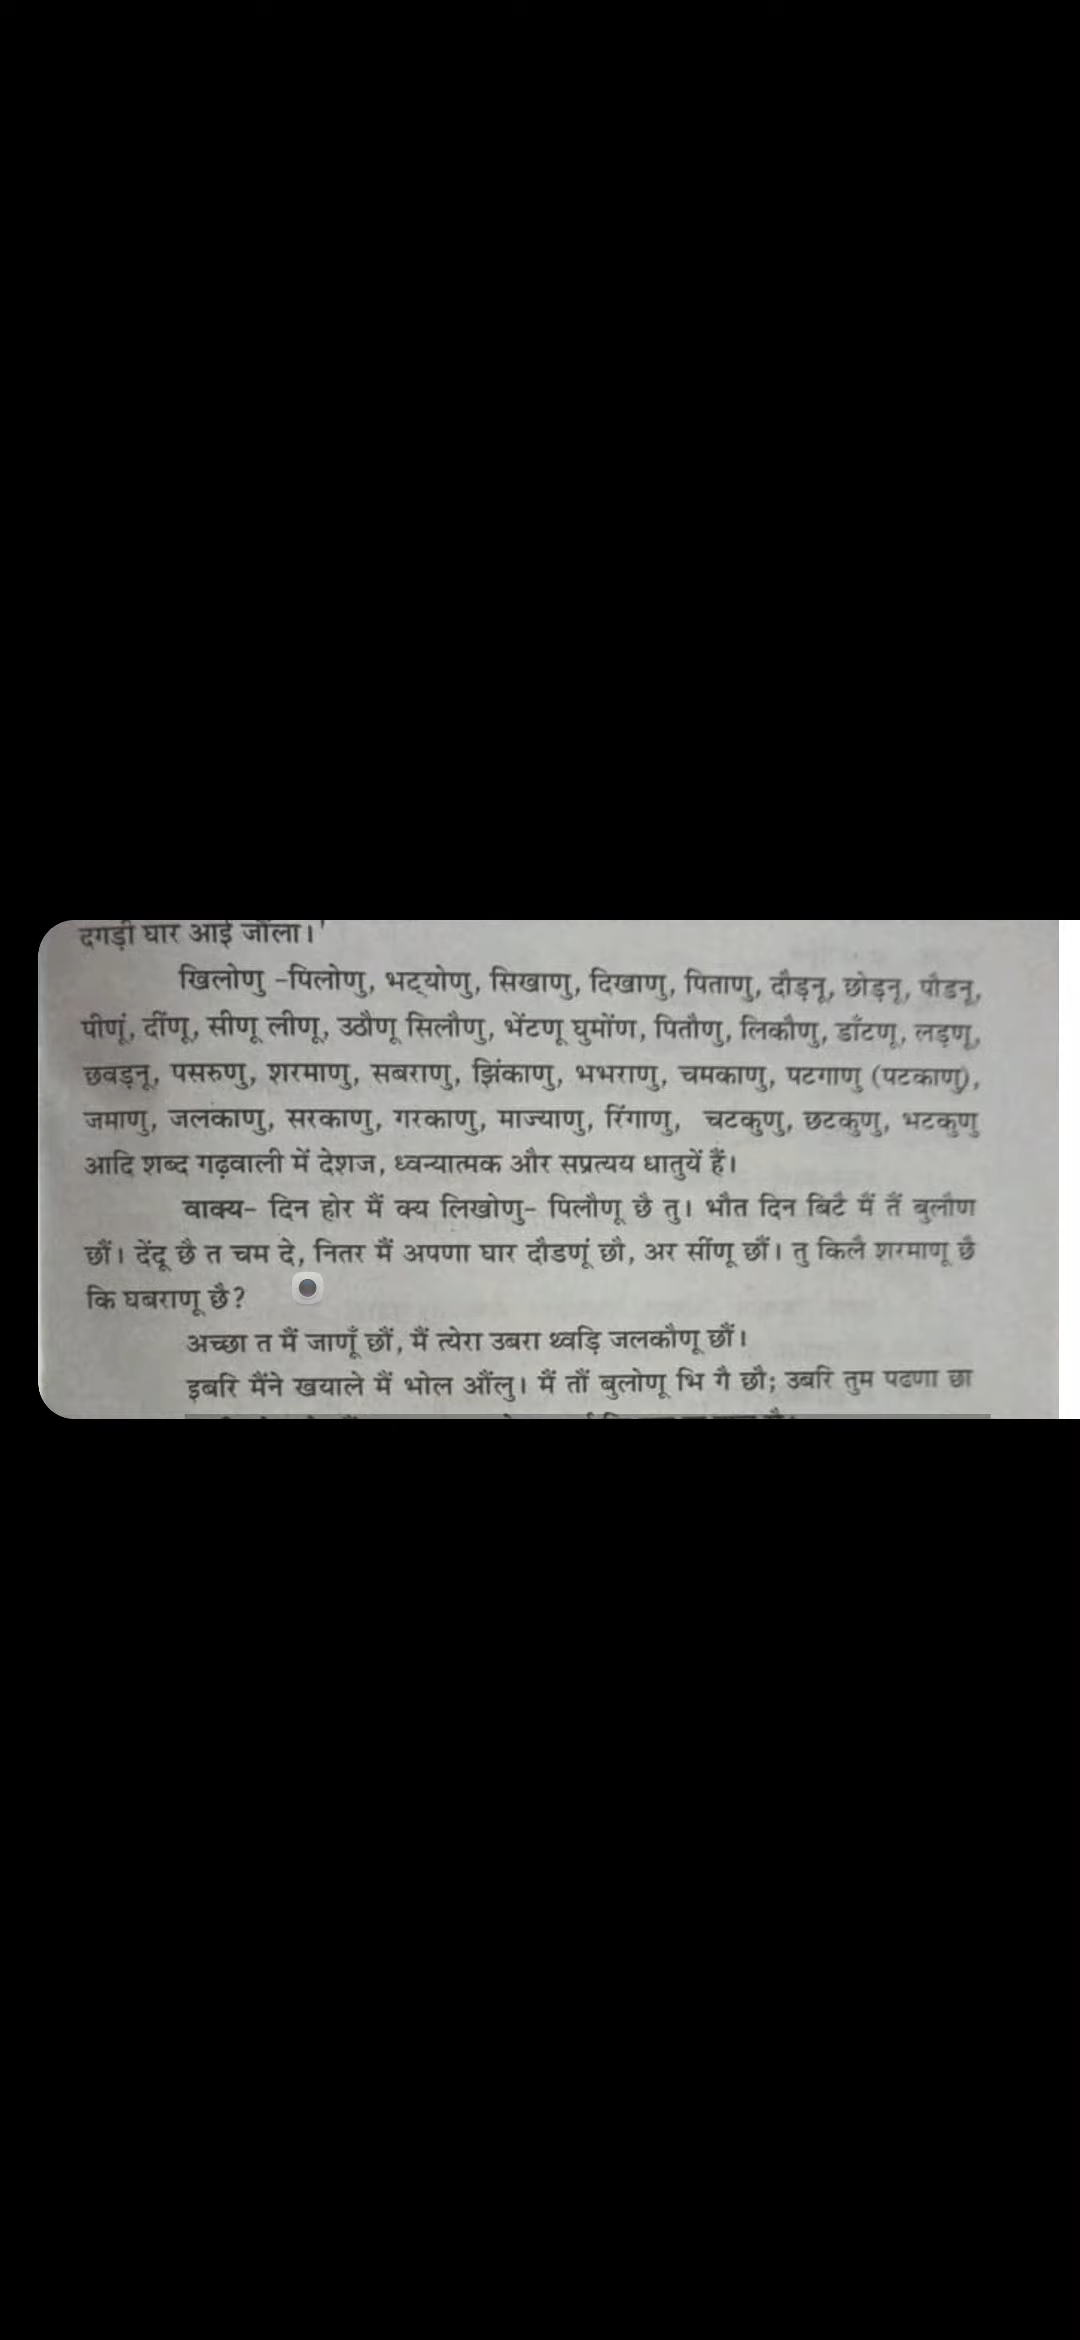 दगड़ी घार आई जौंला।'
खिलोणु -पिलोणु, भट्योणु, सिखाणु, दिखाणु, पिताणु, दौड़नू, छोड़नू, पौडनू,
पीणूं, दींणू, सीणू लीणू, उठौणू सिलौणु, भेंटणू घुमोंण, पितौणु, लिकौणु, डाँटणू, लड़णू,
छवड़नू, पसरुणु, शरमाणु, सबराणु, झिंकाणु, भभराणु, चमकाणु, पटगाणु (पटकाणु),
जमाणु, जलकाणु, सरकाणु, गरकाणु, माज्याणु, रिंगाणु, चटकुणु, छटकुणु, भटकुणु
आदि शब्द गढ़वाली में देशज, ध्वन्यात्मक और सप्रत्यय धातुयें हैं।
वाक्य- दिन होर मैं क्य लिखोणु- पिलौणू छै तु। भौत दिन बिटै मैं तैं बुलौण
छौं। देंदू छै त चम दे, नितर मैं अपणा घार दौडणूं छौ, अर सींणू छौं। तु किलै शरमाणू छै
कि घबराणू छै?
अच्छा त मैं जाणूँ छौं, मैं त्येरा उबरा थ्वड़ि जलकौणू छौं।
इबरि मैंने खयाले मैं भोल औंलु। मैं तौं बुलोणू भि गै छौ; उबरि तुम पढणा छा